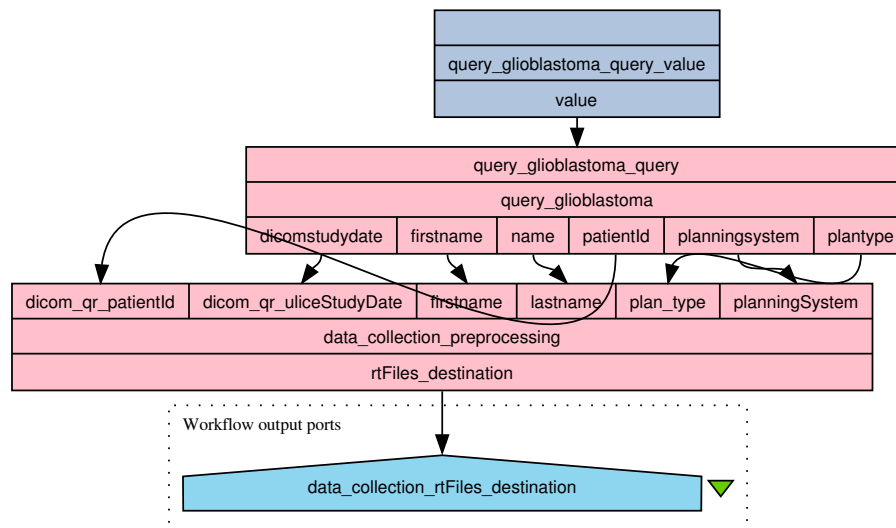 query_glioblastoma_query_value
value
query_glioblastoma_query
query_glioblastoma
dicomstudydate firstname name patientId planningsystem plantype
dicom_qr_patientId dicom_qr_uliceStudyDate firstname lastname plan_type planningSystem
data_collection_preprocessing
rtFiles_destination
Workflow output ports
data_collection_rtFiles_destination